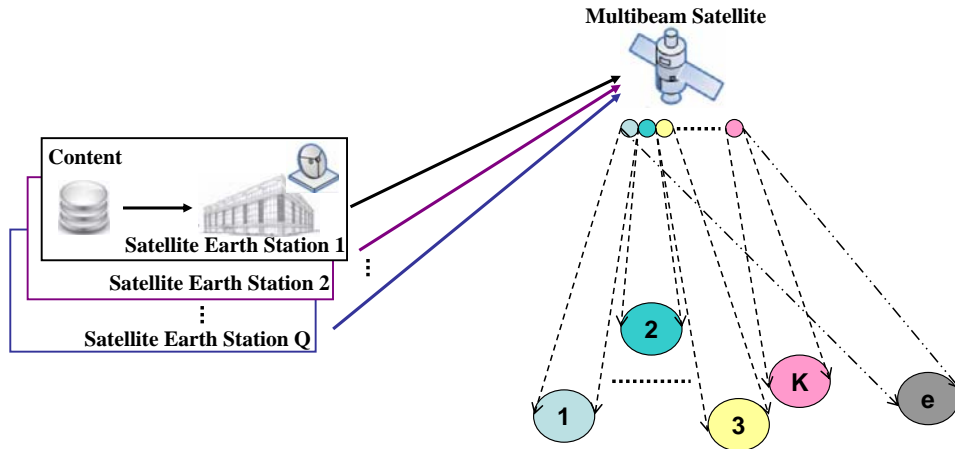 Multibeam Satellite
Content
Satellite Earth Station 1
Satellite Earth Station 2
Satellite Earth Station Q
1
2
3
K
e